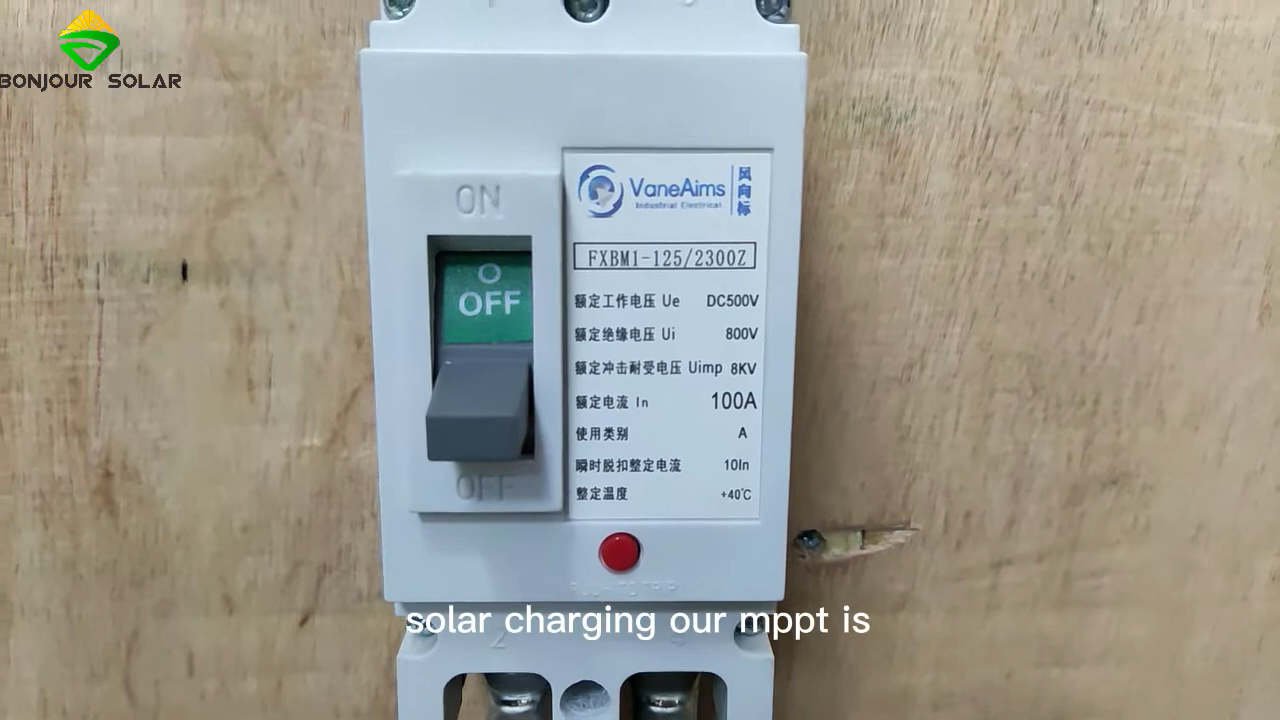 BONJOUR SOLAR
ON
O
OFF
OFF
VaneAims
Industrial Electrical
风向标
FXBM1-125/2300Z
额定工作电压 Ue DC500V
额定绝缘电压 Ui 800V
额定冲击耐受电压 Uimp 8KV
额定电流 In 100A
使用类别 A
瞬时脱扣整定电流 10In
整定温度 +40℃
solar charging our mppt is
2